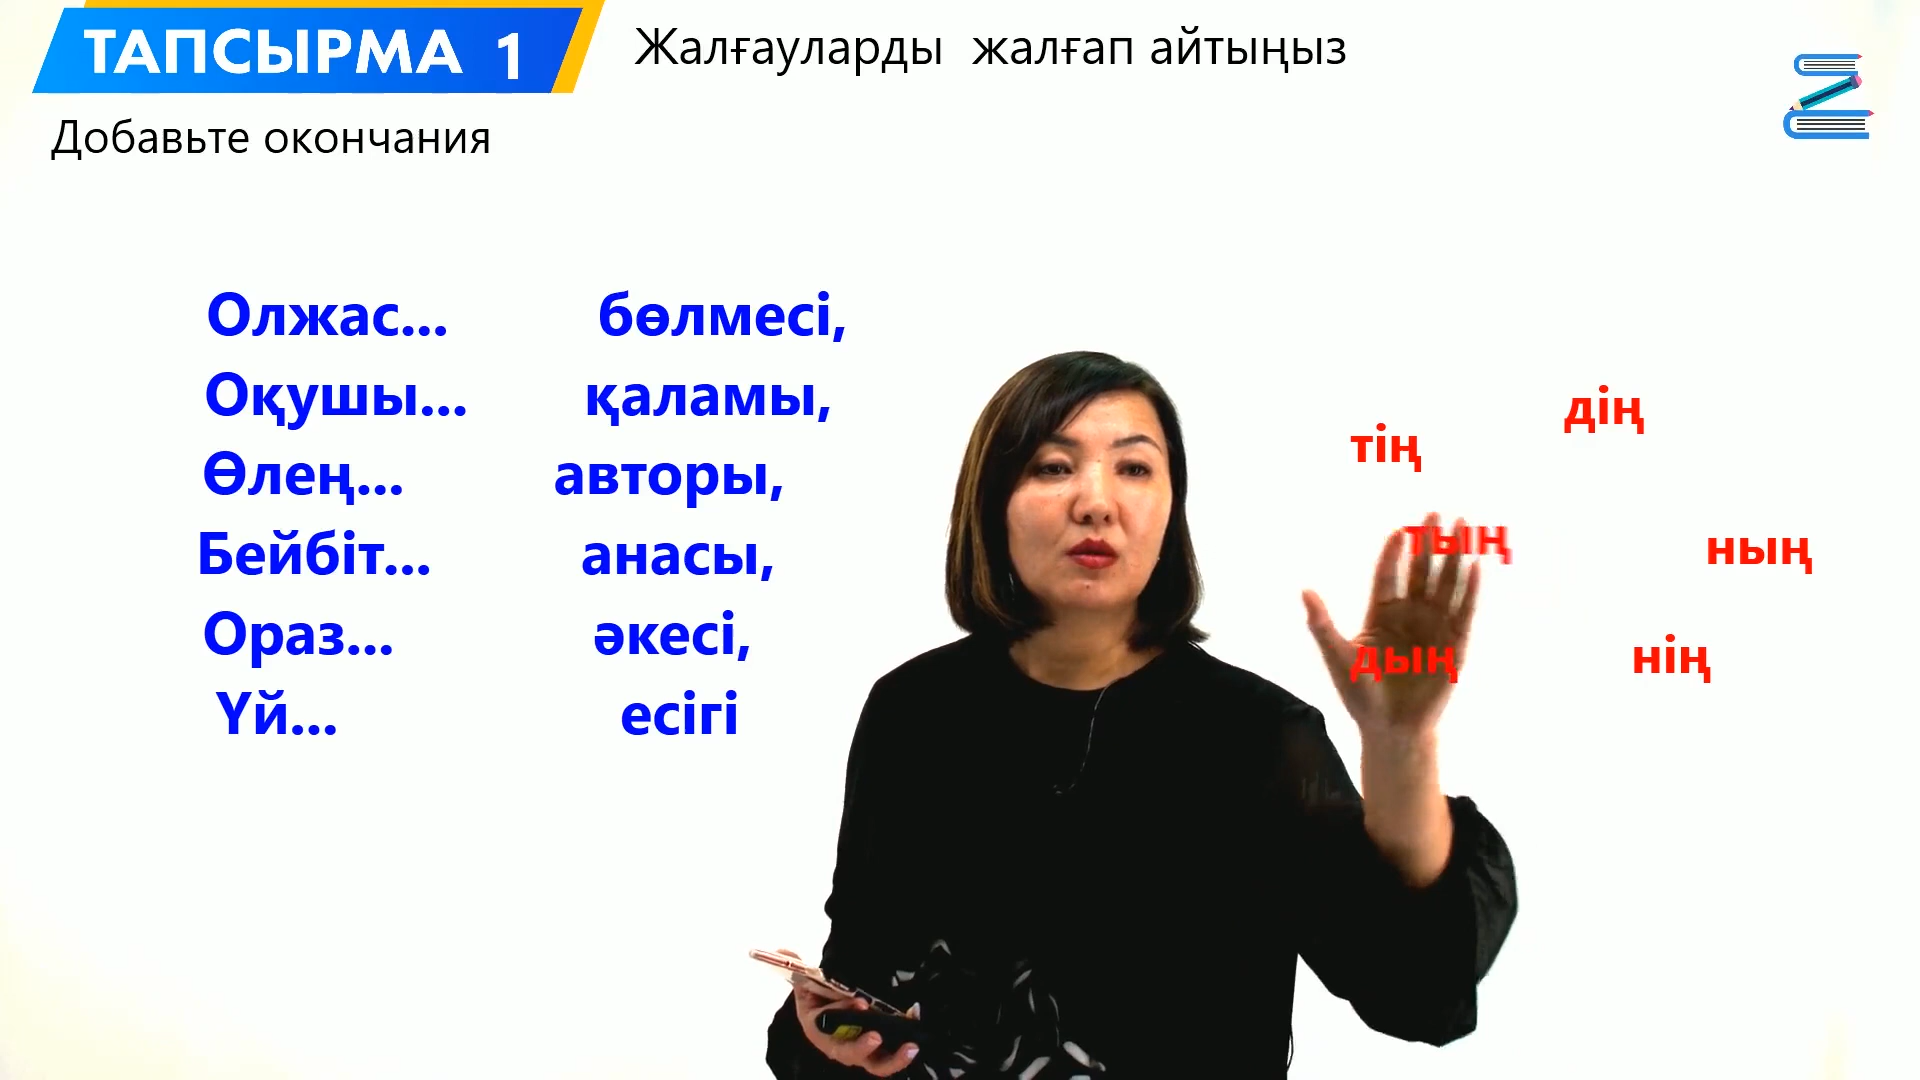 ТАПСЫРМА 1
Жалғауларды жалғап айтыңыз
Добавьте окончания
Олжас... бөлмесі,
Оқушы... қаламы,
Өлең... авторы,
Бейбіт... анасы,
Ораз... әкесі,
Үй... есігі
дің
тің
тың
ның
дың
нің